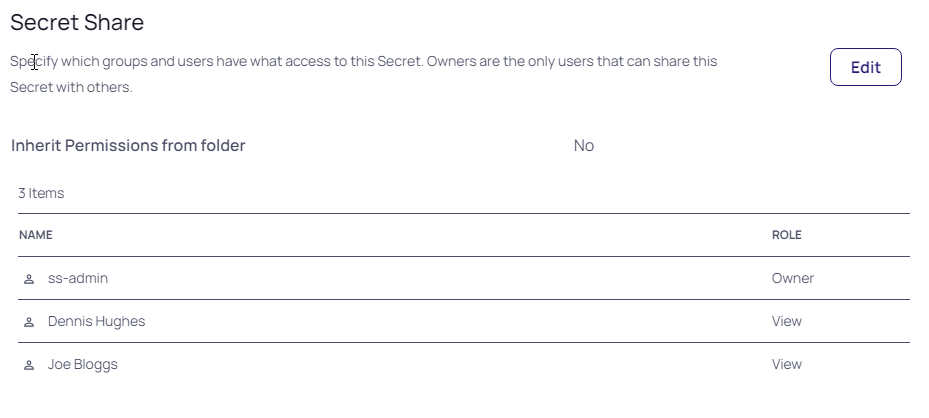 Secret Share
Specify which groups and users have what access to this Secret. Owners are the only users that can share this
Secret with others.
Edit
Inherit Permissions from folder No
3 Items
NAME ROLE
ss-admin Owner
Dennis Hughes View
Joe Bloggs View